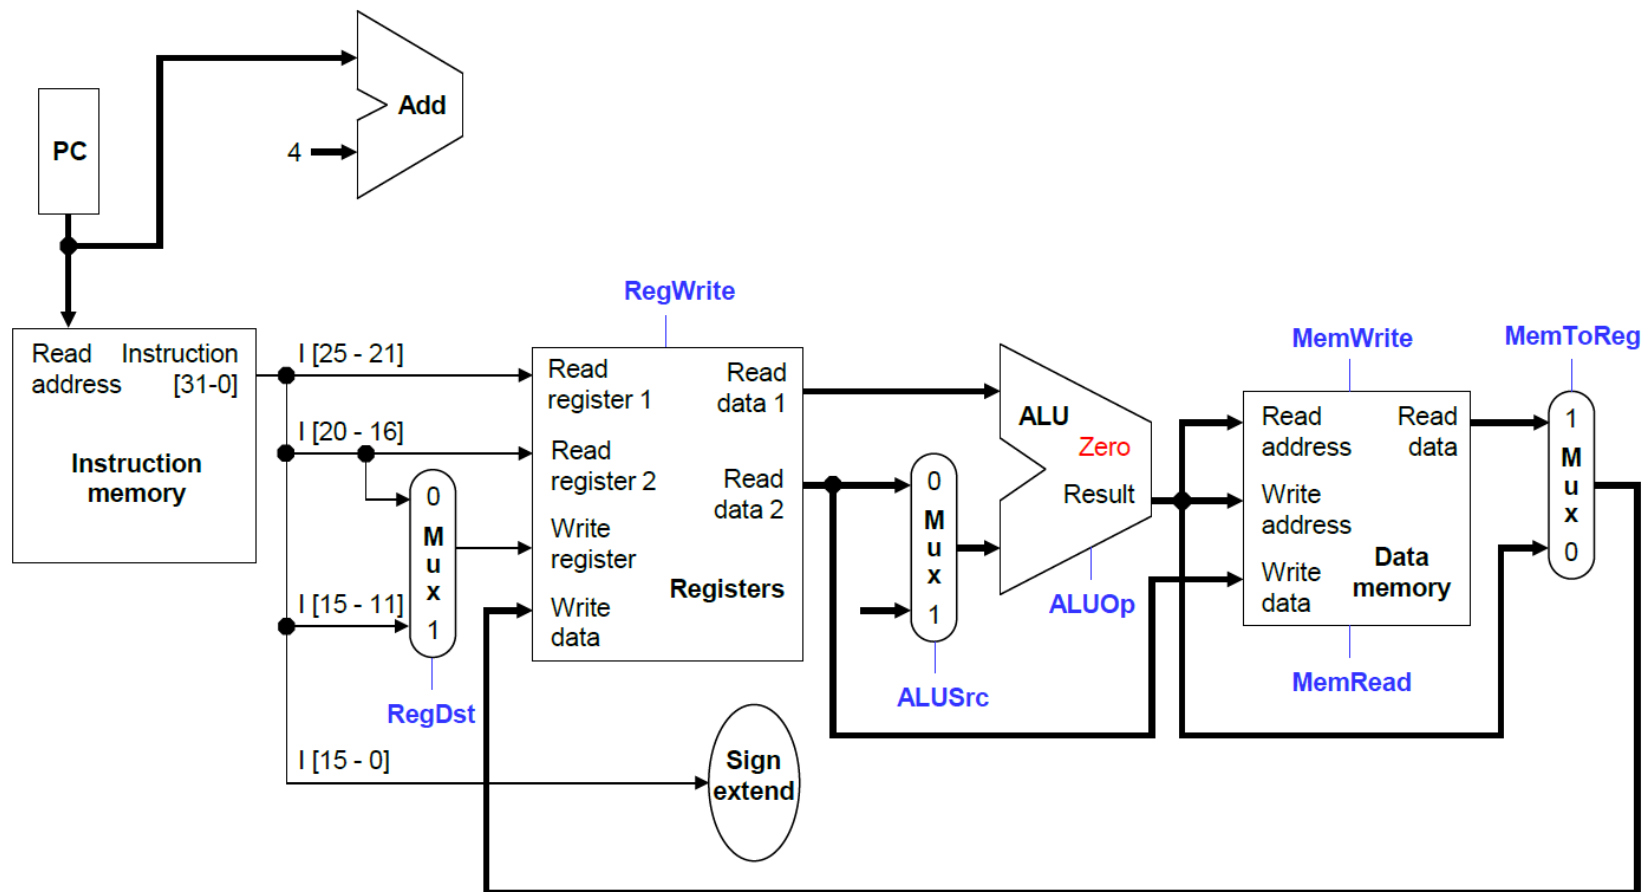 Add
PC
4
RegWrite
MemWrite
MemToReg
Read
address
Instruction
[31-0]
Instruction
memory
I [25 - 21]
I [20 - 16]
I [15 - 11]
I [15 - 0]
0
M
u
x
1
RegDst
Read
register 1
Read
register 2
Write
register
Write
data
Read
data 1
Read
data 2
Registers
Sign
extend
0
M
u
x
1
ALUSrc
ALU
Zero
Result
ALUOp
Read
address
Write
address
Write
data
Read
data
Data
memory
MemRead
1
M
u
x
0